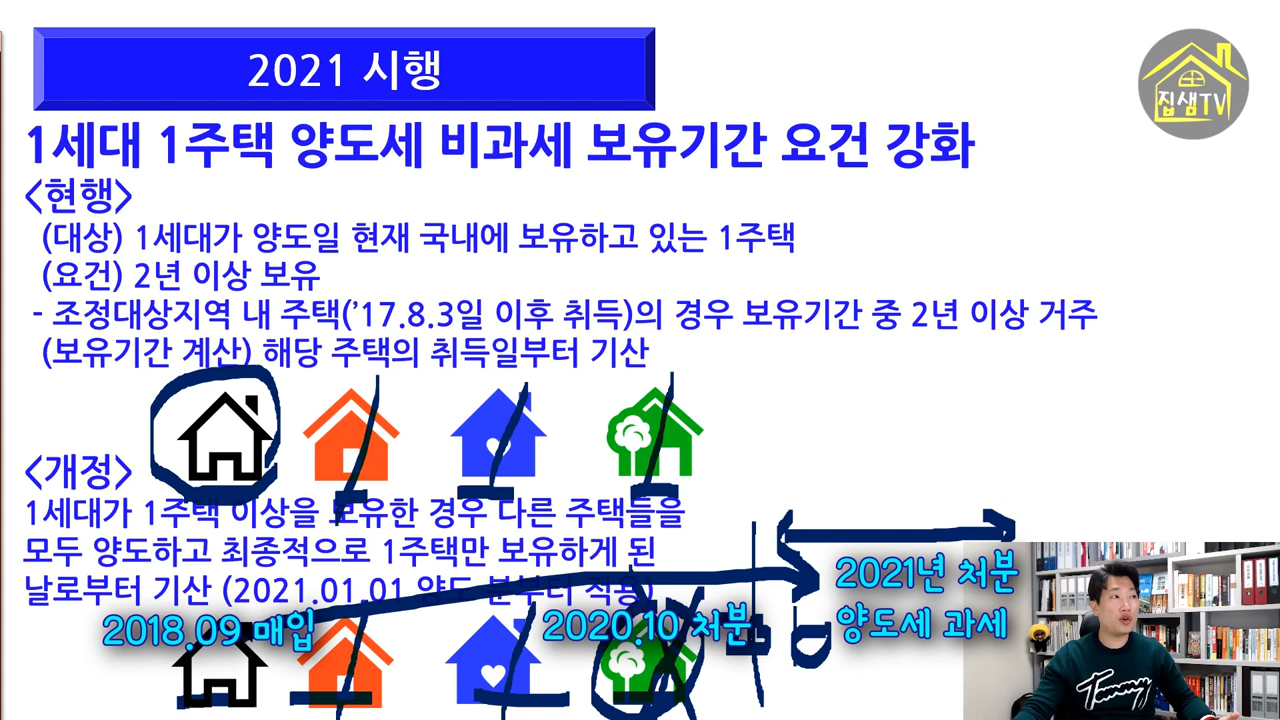 2021 시행
집샘TV
1세대 1주택 양도세 비과세 보유기간 요건 강화
<현행>
(대상) 1세대가 양도일 현재 국내에 보유하고 있는 1주택
(요건) 2년 이상 보유
- 조정대상지역 내 주택('17.8.3일 이후 취득)의 경우 보유기간 중 2년 이상 거주
(보유기간 계산) 해당 주택의 취득일부터 기산
<개정>
1세대가 1주택 이상을 보유한 경우 다른 주택들을
모두 양도하고 최종적으로 1주택만 보유하게 된
날로부터 기산 (2021.01.01 양도 분부터 적용)
2018.09 매입
2020.10 처분
2021년 처분
양도세 과세
Tommy